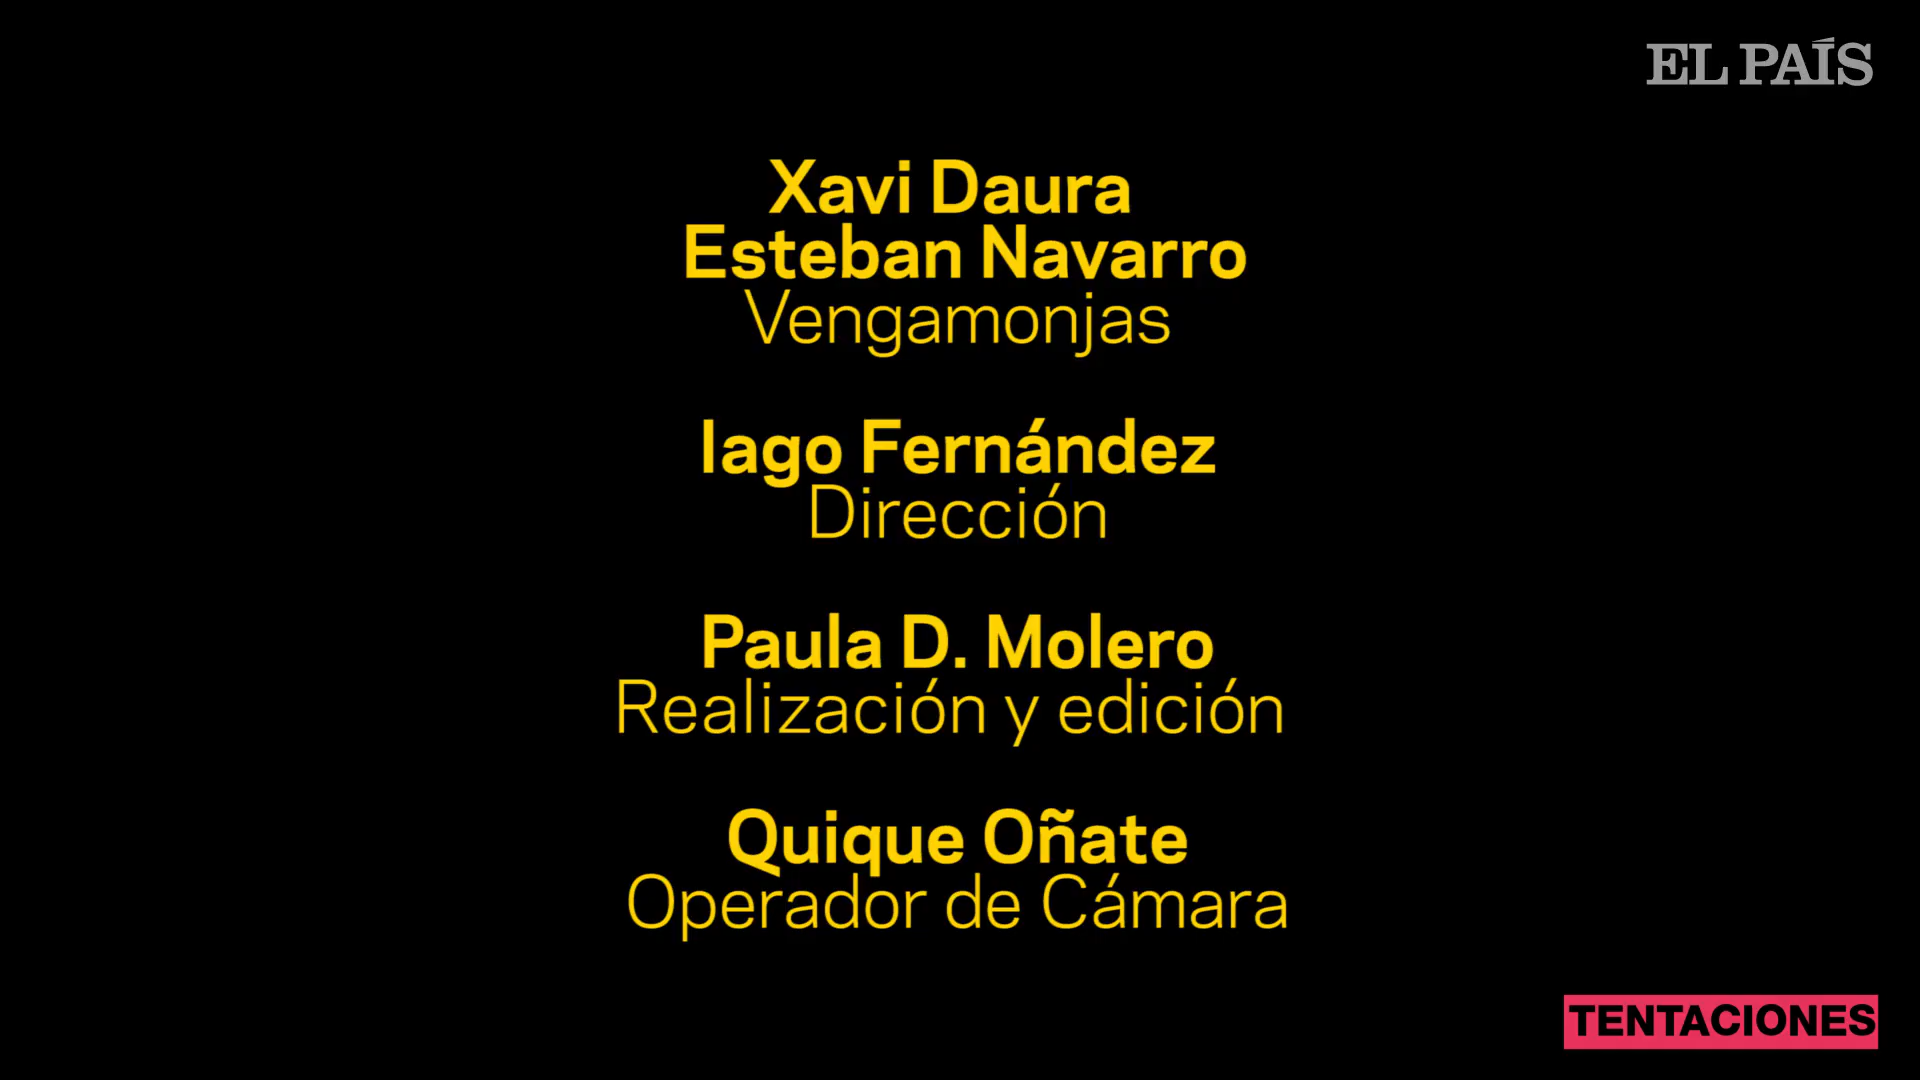 EL PAÍS
Xavi Daura
Esteban Navarro
Vengamonjas
Iago Fernández
Dirección
Paula D. Molero
Realización y edición
Quique Oñate
Operador de Cámara
TENTACIONES